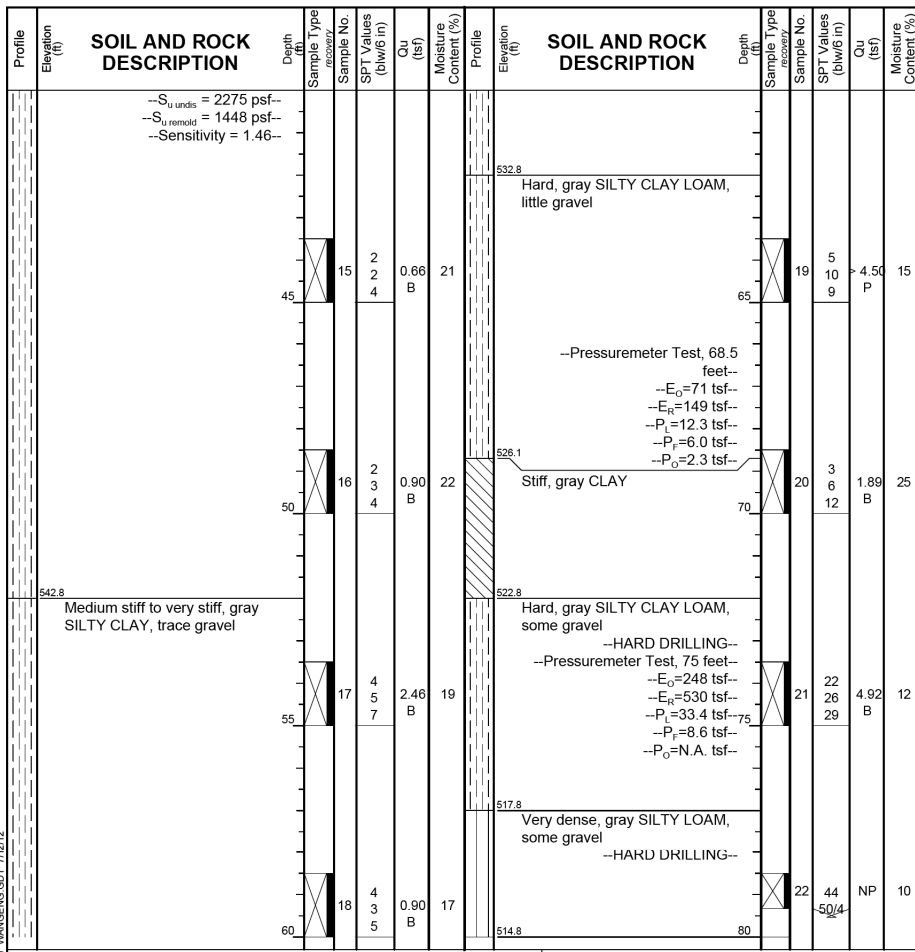 Profile
Elevation (ft)
SOIL AND ROCK
DESCRIPTION
Depth (ft)
Sample Type
recovery
Sample No.
SPT Values
(blw/6 in)
Qu
(tsf)
Moisture
Content (%)
Profile
Elevation (ft)
SOIL AND ROCK
DESCRIPTION
Depth (ft)
Sample Type
recovery
Sample No.
SPT Values
(blw/6 in)
Qu
(tsf)
Moisture
Content (%)
--Su undis = 2275 psf--
--Su remold = 1448 psf--
--Sensitivity = 1.46--
45
15
2
2
4
0.66
B
21
50
16
2
3
4
0.90
B
22
542.8
Medium stiff to very stiff, gray
SILTY CLAY, trace gravel
55
17
4
5
7
2.46
B
19
60
18
4
3
5
0.90
B
17
532.8
Hard, gray SILTY CLAY LOAM,
little gravel
65
19
5
10
9
> 4.50
P
15
--Pressuremeter Test, 68.5
feet--
--EO=71 tsf--
--ER=149 tsf--
--PL=12.3 tsf--
--PF=6.0 tsf--
--PO=2.3 tsf--
526.1
Stiff, gray CLAY
70
20
3
6
12
1.89
B
25
522.8
Hard, gray SILTY CLAY LOAM,
some gravel
--HARD DRILLING--
--Pressuremeter Test, 75 feet--
--EO=248 tsf--
--ER=530 tsf--
--PL=33.4 tsf--
--PF=8.6 tsf--
--PO=N.A. tsf--
75
21
22
26
29
4.92
B
12
517.8
Very dense, gray SILTY LOAM,
some gravel
--HARD DRILLING--
22
44
50/4
NP
10
514.8
80
WANGENG.GDT 7/12/12